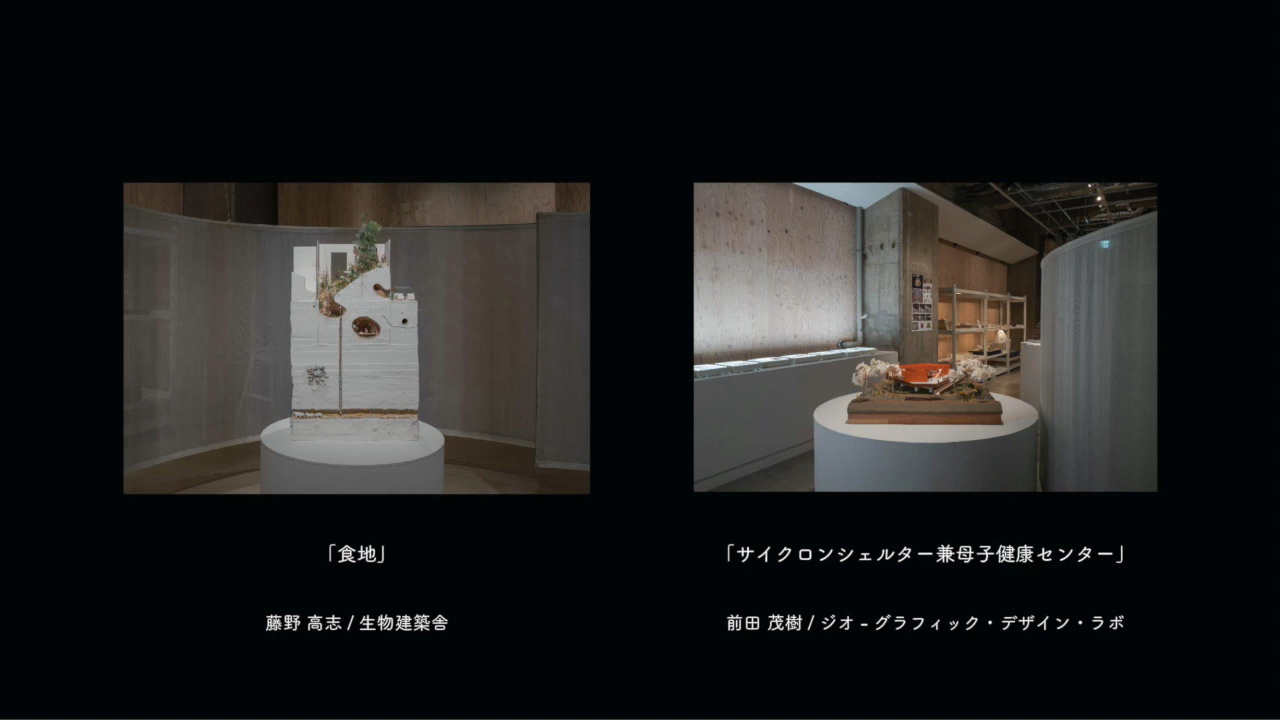 「食地」
「サイクロンシェルター兼母子健康センター」
藤野 高志 / 生物建築舎
前田 茂樹 / ジオ - グラフィック・デザイン・ラボ